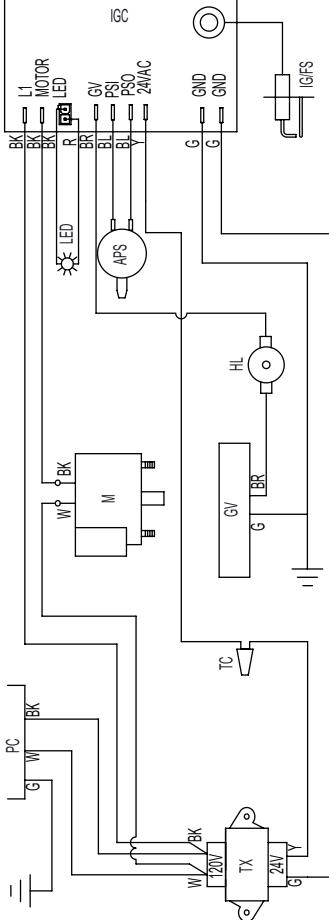 IGC
L1
MOTOR
LED
GV
PSI
PSO
24VAC
GND
GND
BK
BK
BK
R
BR
BL
BL
Y
G
G
IG/FS
LED
APS
HL
W
BK
M
GV
BR
G
TC
PC
BK
W
G
BK
W
120V
TX
24V
Y
G